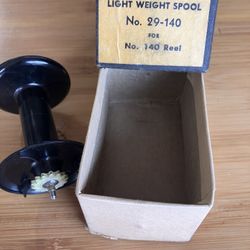 LIGHT WEIGHT SPOOL
No. 29-140
FOR
No. 140 Reel